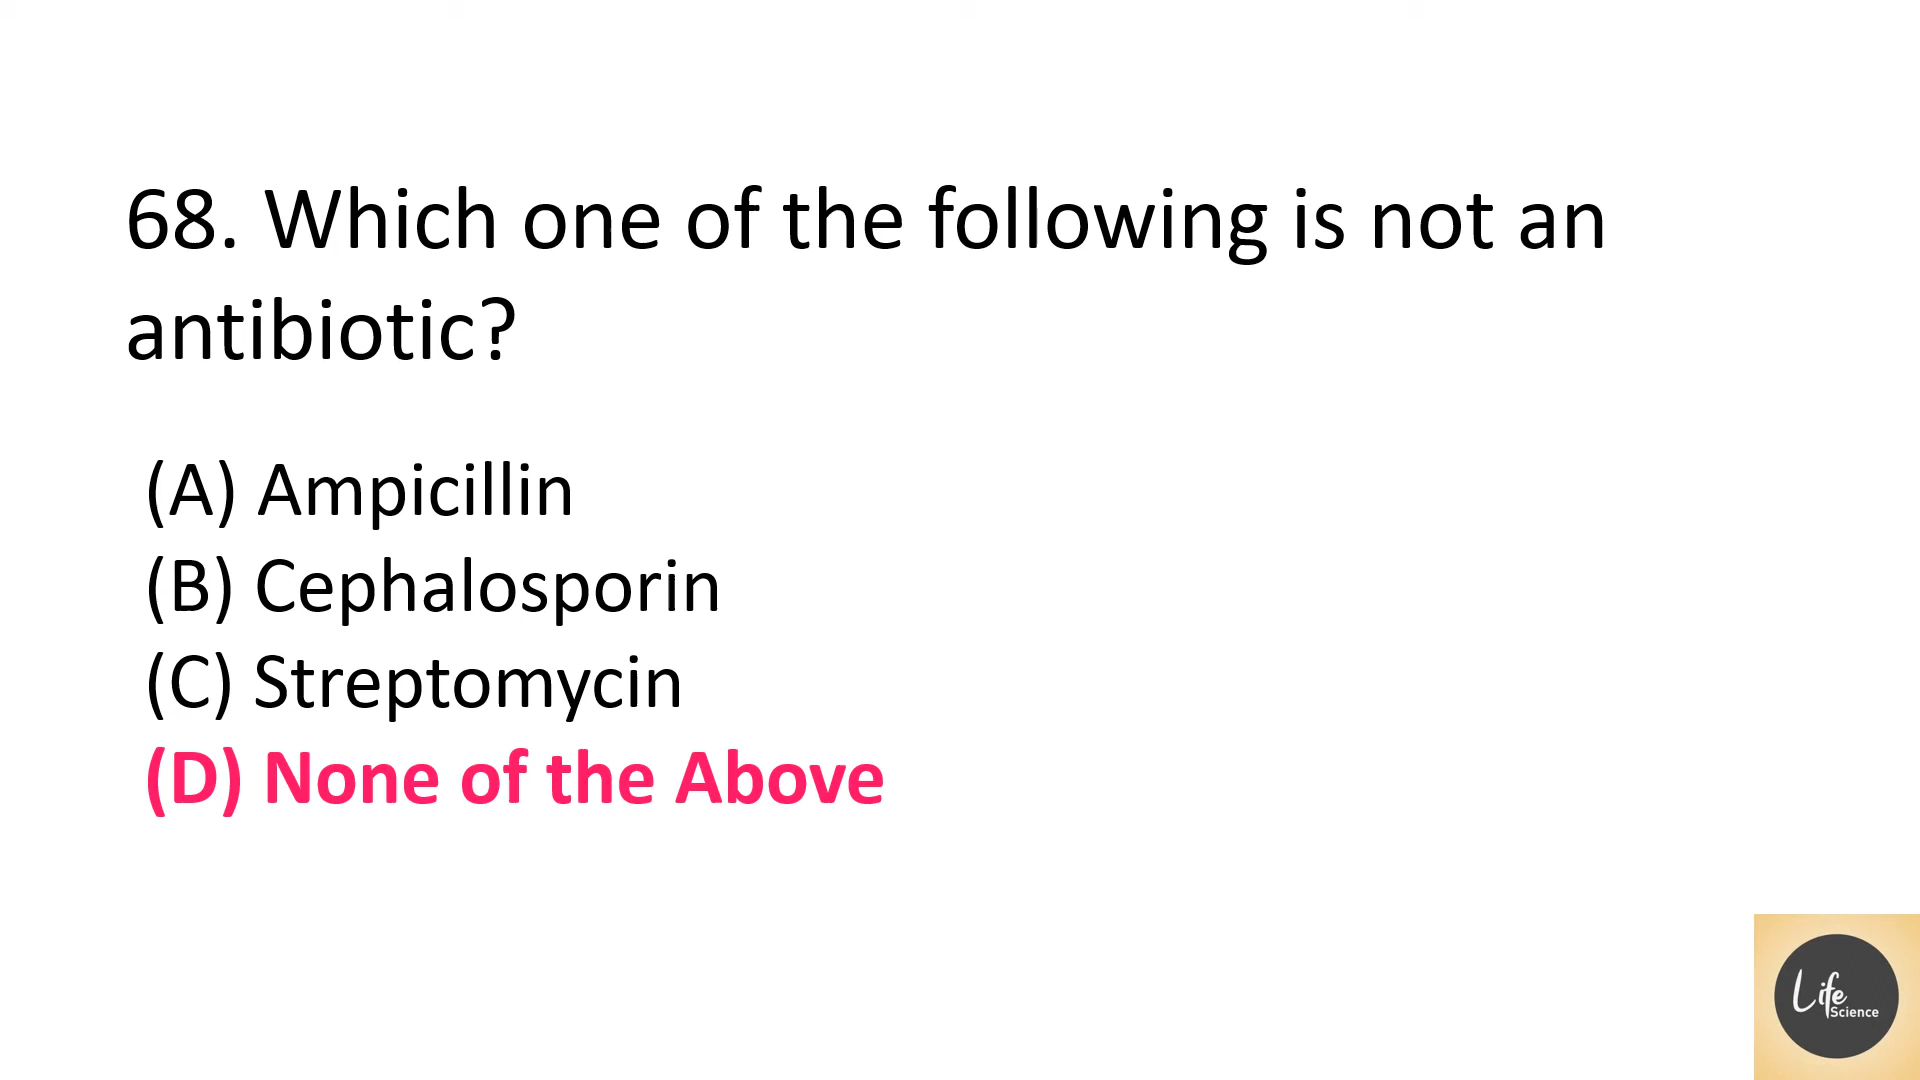 68. Which one of the following is not an
antibiotic?
(A) Ampicillin
(B) Cephalosporin
(C) Streptomycin
(D) None of the Above
Life
Science